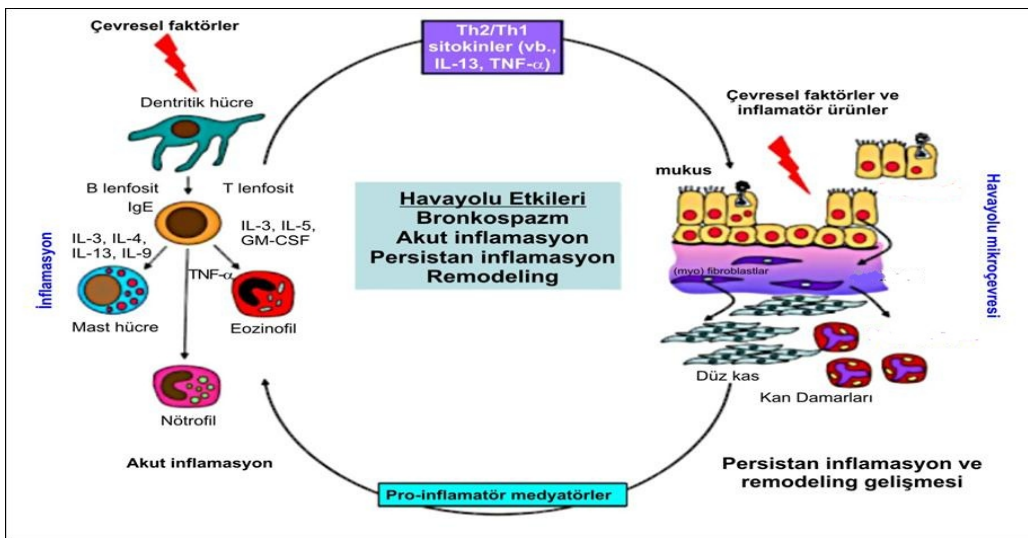 Çevresel faktörler
Dentritik hücre
B lenfosit
T lenfosit
IgE
IL-3, IL-4,
IL-13, IL-9
IL-3, IL-5,
GM-CSF
TNF-α
Mast hücre
Eozinofil
Nötrofil
Akut inflamasyon
İnflamasyon
Th2/Th1
sitokinler (vb.,
IL-13, TNF-α)
Havayolu Etkileri
Bronkospazm
Akut inflamasyon
Persistan inflamasyon
Remodeling
Pro-inflamatör medyatörler
Çevresel faktörler ve
inflamatör ürünler
mukus
(myo) fibroblastlar
Düz kas
Kan Damarları
Havayolu mikroçevresi
Persistan inflamasyon ve
remodeling gelişmesi